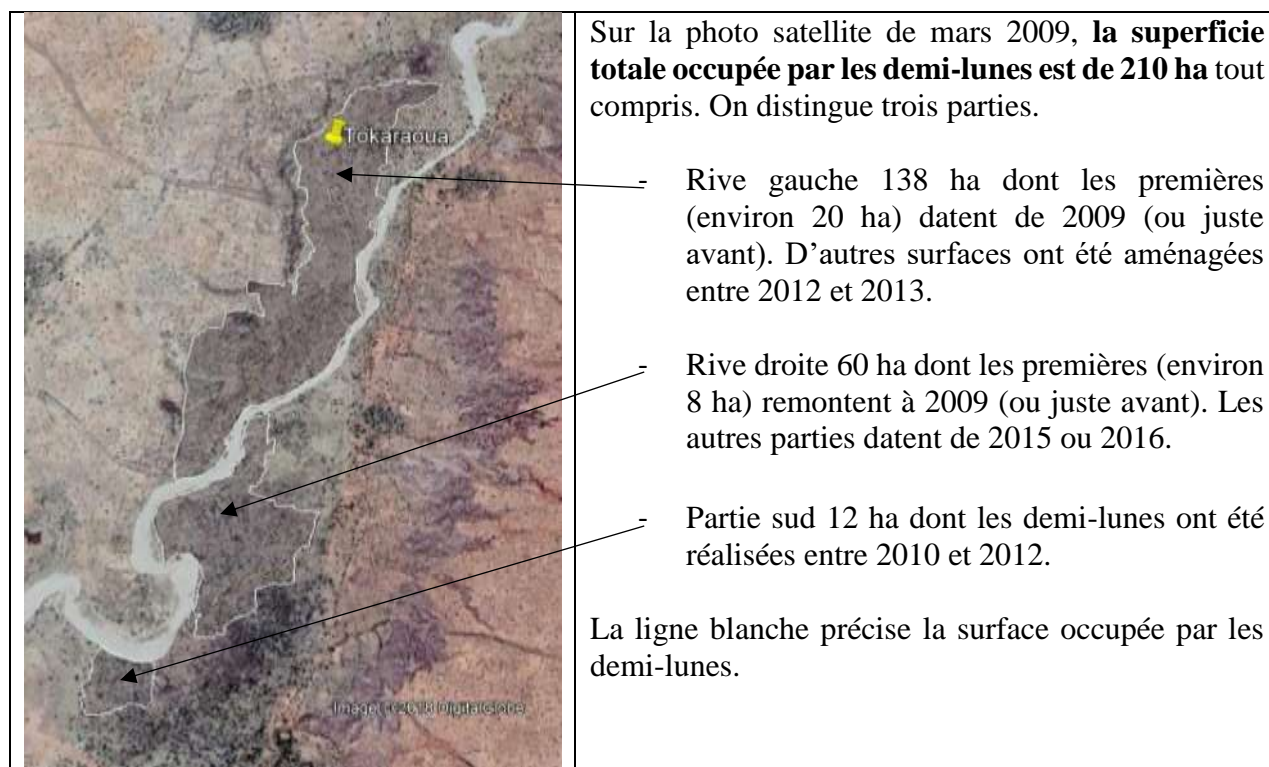 Tokaraoua
Sur la photo satellite de mars 2009, la superficie
totale occupée par les demi-lunes est de 210 ha tout
compris. On distingue trois parties.
- Rive gauche 138 ha dont les premières
(environ 20 ha) datent de 2009 (ou juste
avant). D’autres surfaces ont été aménagées
entre 2012 et 2013.
- Rive droite 60 ha dont les premières (environ
8 ha) remontent à 2009 (ou juste avant). Les
autres parties datent de 2015 ou 2016.
- Partie sud 12 ha dont les demi-lunes ont été
réalisées entre 2010 et 2012.
La ligne blanche précise la surface occupée par les
demi-lunes.